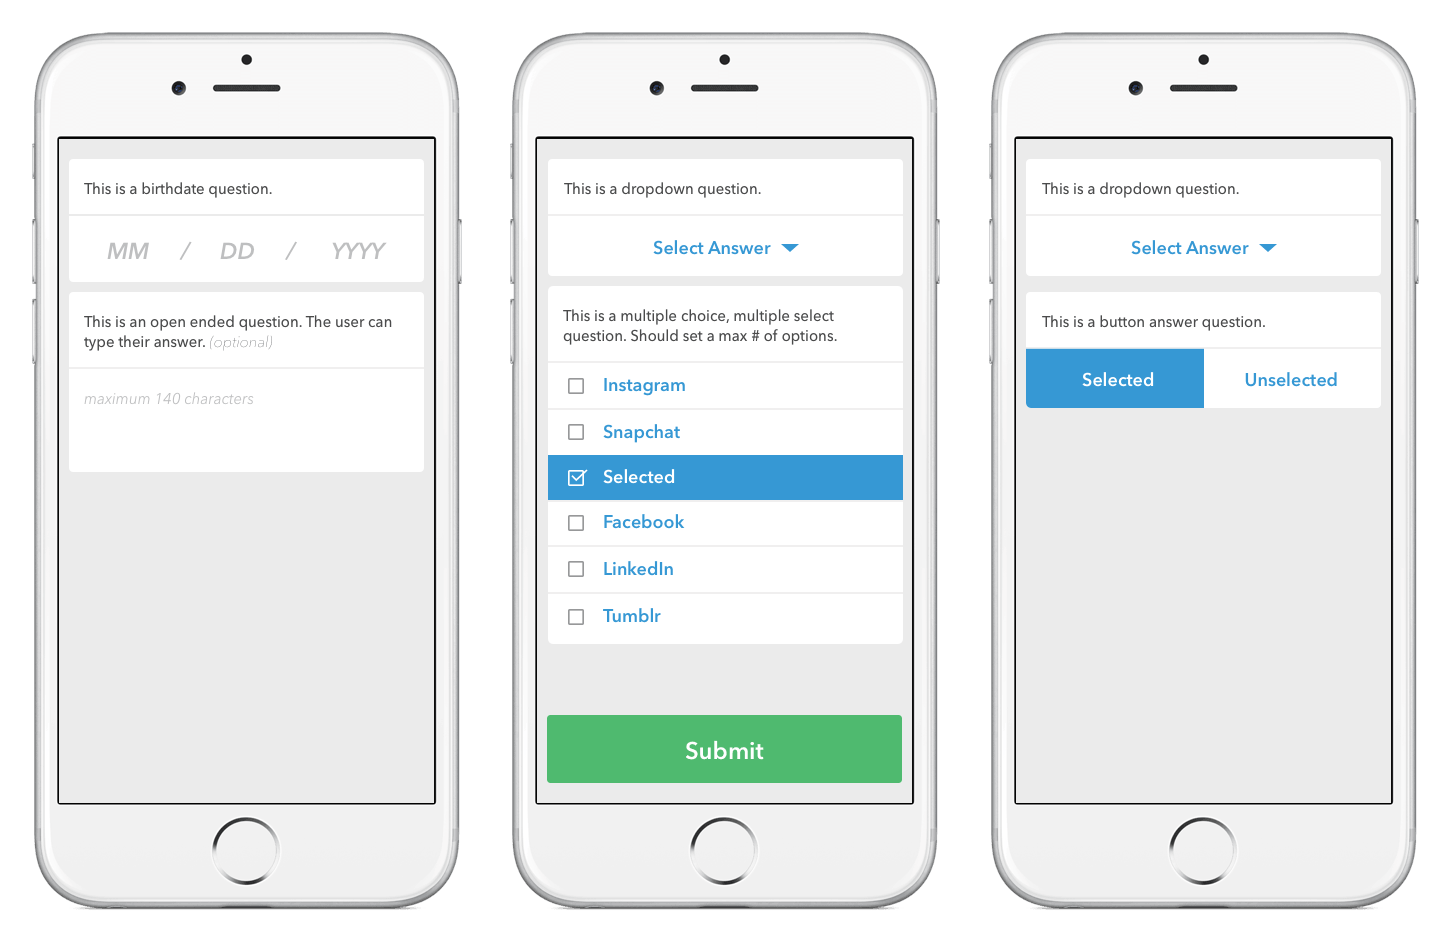 This is a birthdate question.
MM / DD / YYYY
This is an open ended question. The user can
type their answer. (optional)
maximum 140 characters
This is a dropdown question.
Select Answer
This is a multiple choice, multiple select
question. Should set a max # of options.
Instagram
Snapchat
Selected
Facebook
LinkedIn
Tumblr
Submit
This is a dropdown question.
Select Answer
This is a button answer question.
Selected Unselected